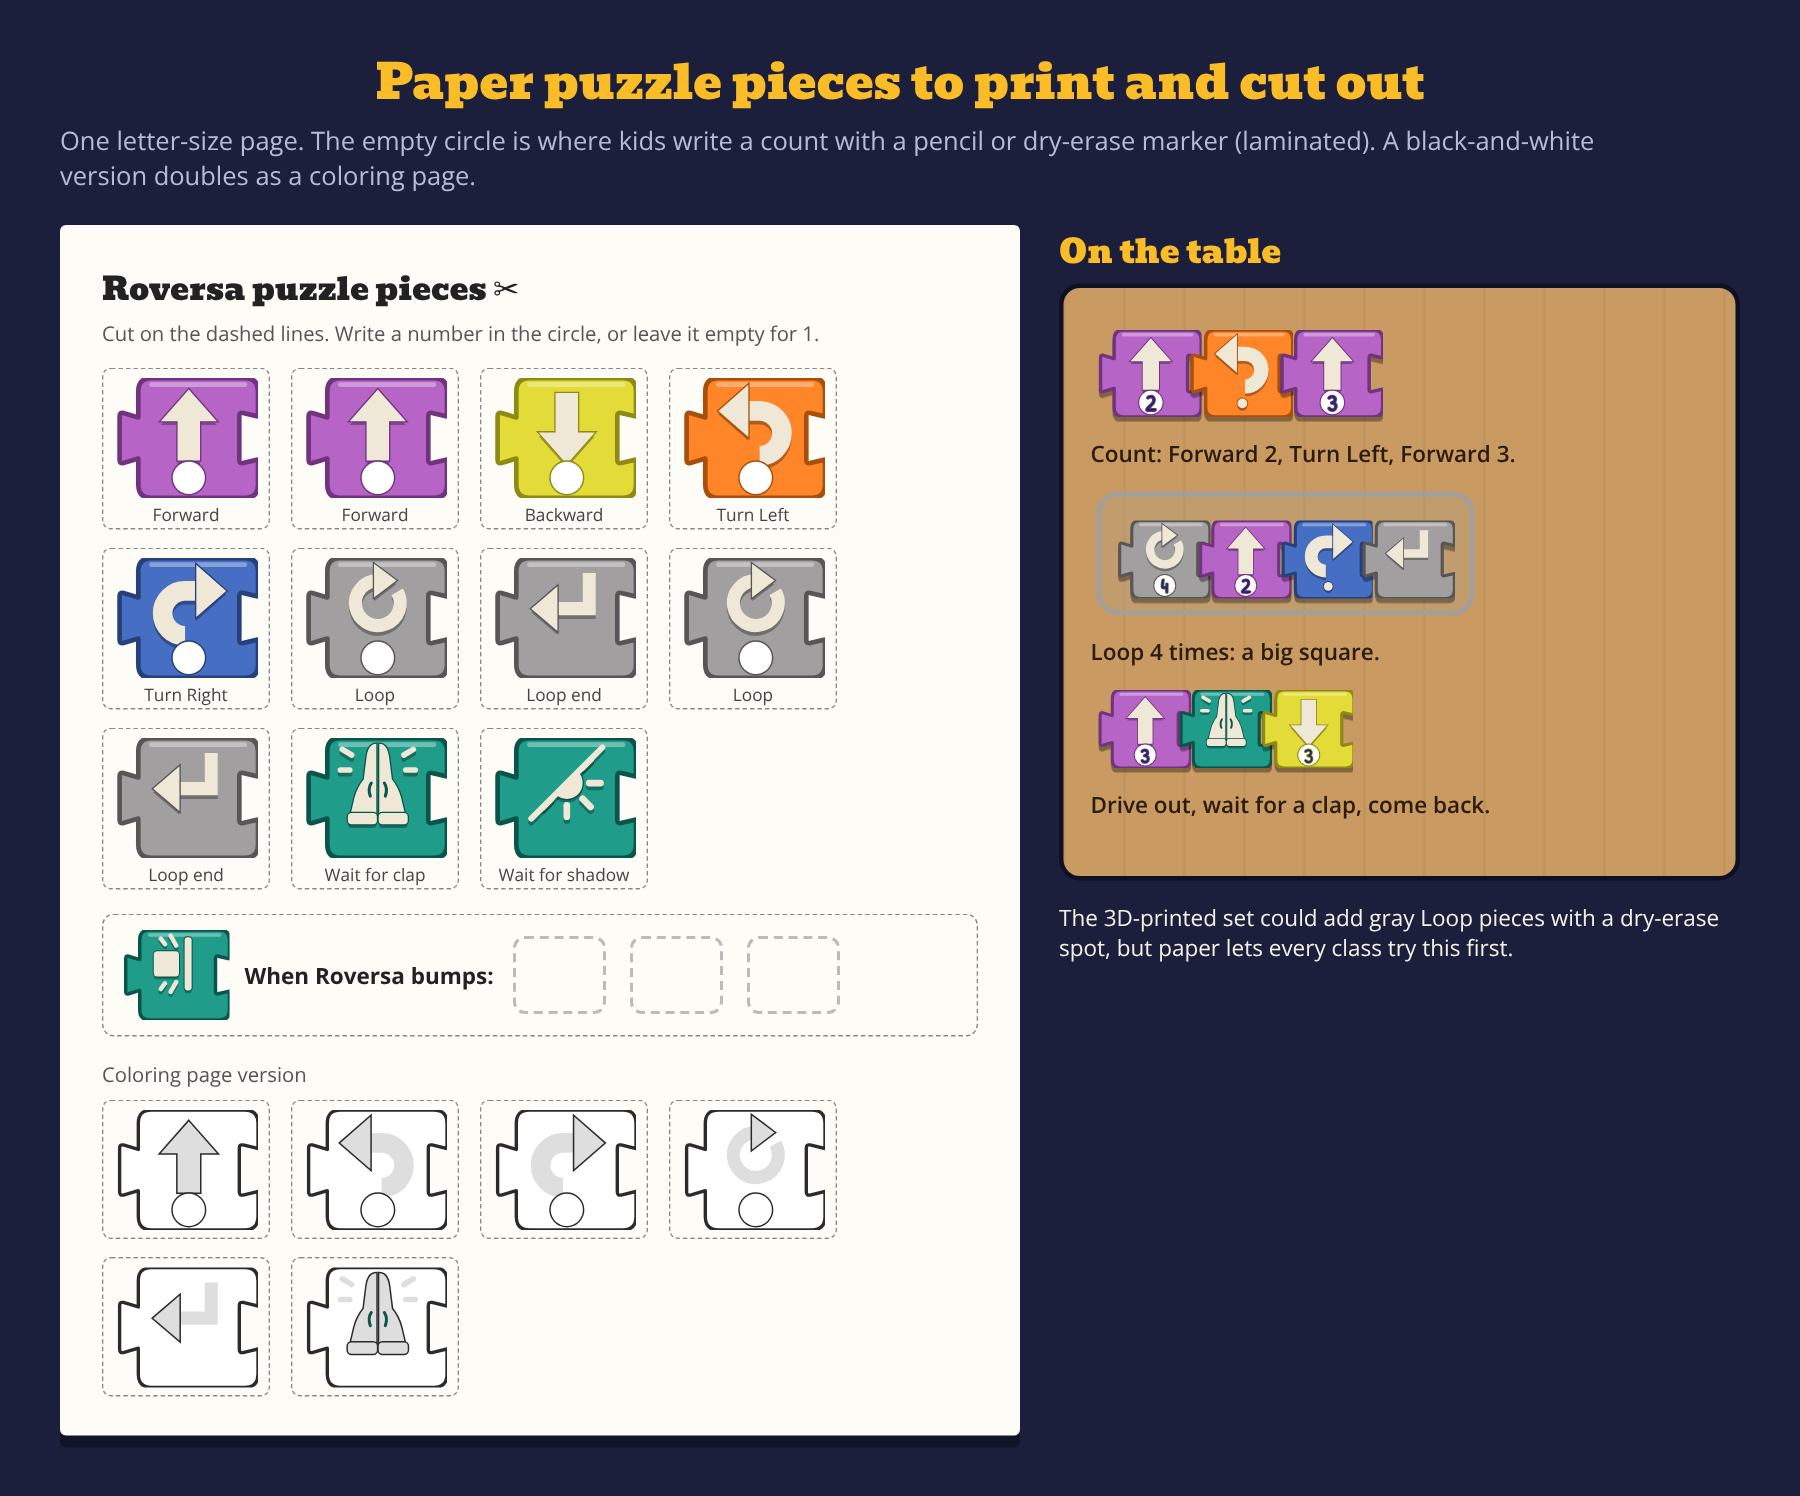 Paper puzzle pieces to print and cut out
One letter-size page. The empty circle is where kids write a count with a pencil or dry-erase marker (laminated). A black-and-white
version doubles as a coloring page.
Roversa puzzle pieces ✂
Cut on the dashed lines. Write a number in the circle, or leave it empty for 1.
Forward
Forward
Backward
Turn Left
Turn Right
Loop
Loop end
Loop
Loop end
Wait for clap
Wait for shadow
When Roversa bumps:
Coloring page version
On the table
2
3
Count: Forward 2, Turn Left, Forward 3.
4
2
Loop 4 times: a big square.
3
3
Drive out, wait for a clap, come back.
The 3D-printed set could add gray Loop pieces with a dry-erase
spot, but paper lets every class try this first.